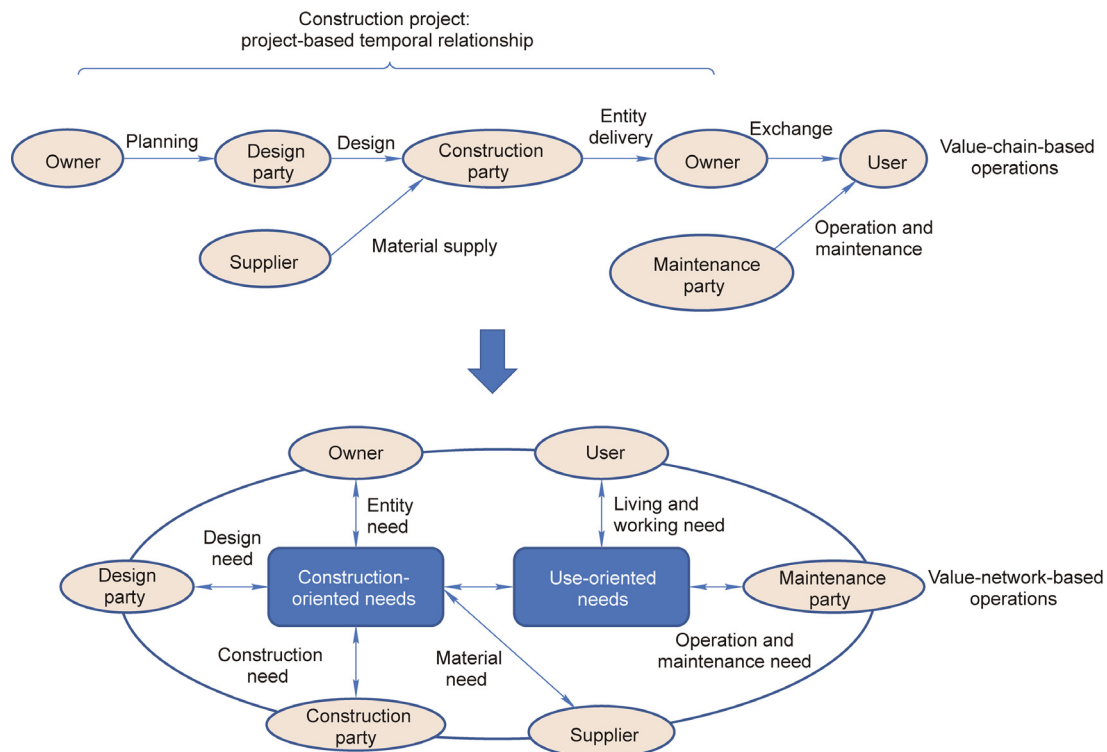 Construction project:
project-based temporal relationship
Planning
Design
Entity
delivery
Exchange
Owner
Design
party
Construction
party
Owner
User
Value-chain-based
operations
Supplier
Material supply
Maintenance
party
Operation and
maintenance
Owner
User
Entity
need
Living and
working need
Design
need
Design
party
Construction-
oriented needs
Use-oriented
needs
Maintenance
party
Value-network-based
operations
Construction
need
Material
need
Operation and
maintenance need
Construction
party
Supplier